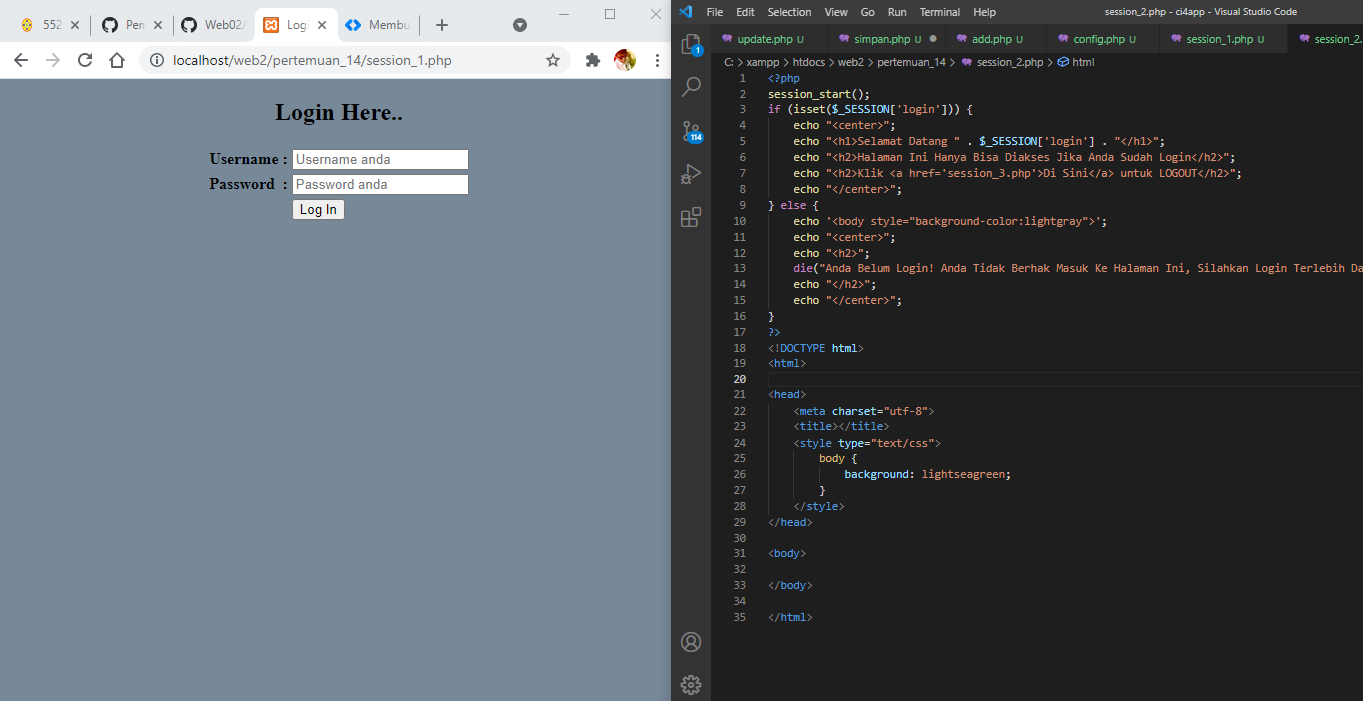 552
Per
Web02/
Logi
Membu
localhost/web2/pertemuan_14/session_1.php
Login Here..
Username :
Username anda
Password :
Password anda
Log In
File Edit Selection View Go Run Terminal Help
session_2.php - ci4app - Visual Studio Code
1
114
update.php U
simpan.php U
add.php U
config.php U
session_1.php U
session_2.
C: > xampp > htdocs > web2 > pertemuan_14 > session_2.php > html
1 <?php
2 session_start();
3 if (isset($_SESSION['login'])) {
4 echo "<center>";
5 echo "<h1>Selamat Datang " . $_SESSION['login'] . "</h1>";
6 echo "<h2>Halaman Ini Hanya Bisa Diakses Jika Anda Sudah Login</h2>";
7 echo "<h2>Klik <a href='session_3.php'>Di Sini</a> untuk LOGOUT</h2>";
8 echo "</center>";
9 } else {
10 echo '<body style="background-color:lightgray">';
11 echo "<center>";
12 echo "<h2>";
13 die("Anda Belum Login! Anda Tidak Berhak Masuk Ke Halaman Ini, Silahkan Login Terlebih Da
14 echo "</h2>";
15 echo "</center>";
16 }
17 ?>
18 <!DOCTYPE html>
19 <html>
20
21 <head>
22 <meta charset="utf-8">
23 <title></title>
24 <style type="text/css">
25 body {
26 background: lightseagreen;
27 }
28 </style>
29 </head>
30
31 <body>
32
33 </body>
34
35 </html>